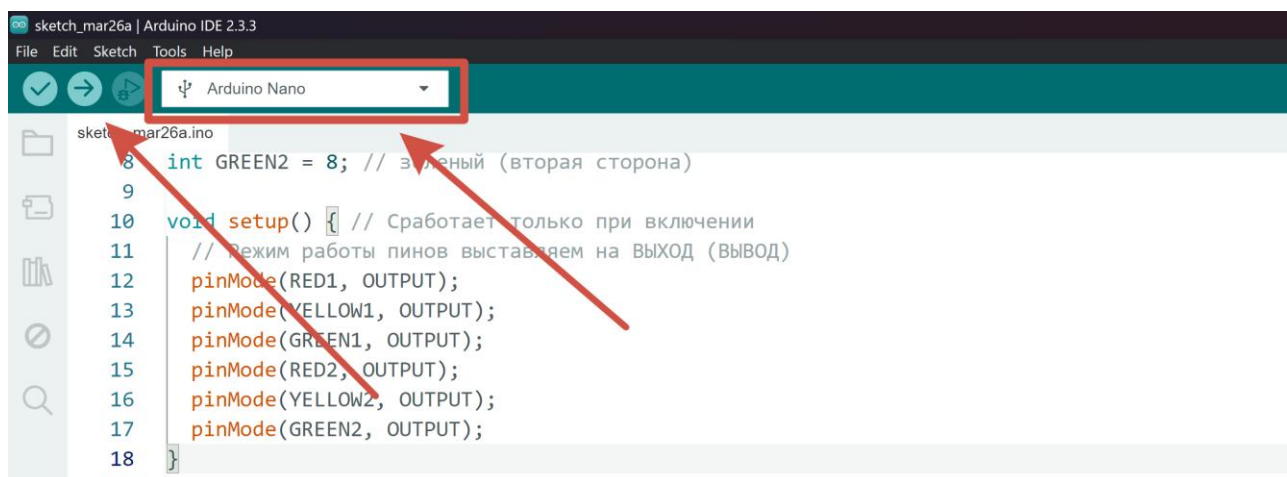 sketch_mar26a | Arduino IDE 2.3.3
File Edit Sketch Tools Help
Arduino Nano
sketch_mar26a.ino
8 int GREEN2 = 8; // зеленый (вторая сторона)
9
10 void setup() { // Сработает только при включении
11 // Режим работы пинов выставляем на ВЫХОД (ВЫВОД)
12 pinMode(RED1, OUTPUT);
13 pinMode(YELLOW1, OUTPUT);
14 pinMode(GREEN1, OUTPUT);
15 pinMode(RED2, OUTPUT);
16 pinMode(YELLOW2, OUTPUT);
17 pinMode(GREEN2, OUTPUT);
18 }